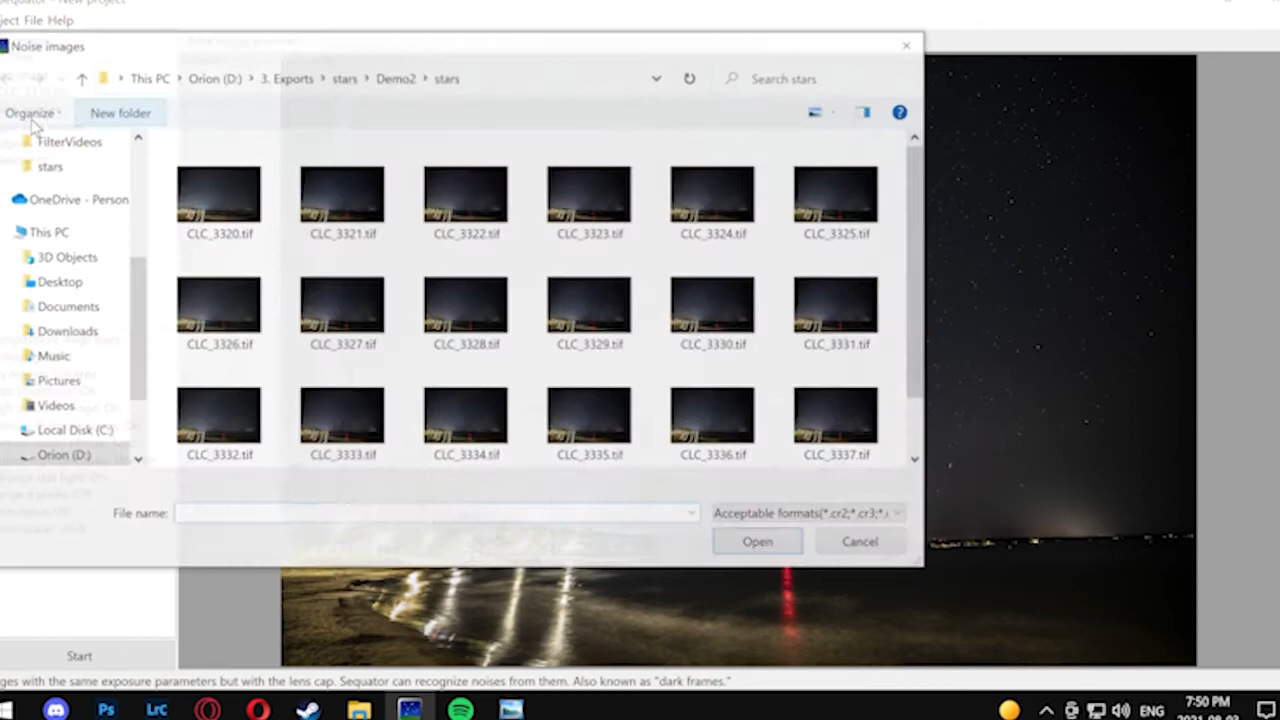 Sequator - New project
ject File Help
Noise images
This PC > Orion (D:) > 3. Exports > stars > Demo2 > stars
Search stars
Organize
New folder
FilterVideos
stars
OneDrive - Person
This PC
3D Objects
Desktop
Documents
Downloads
Music
Pictures
Videos
Local Disk (C:)
Orion (D:)
CLC_3320.tif CLC_3321.tif CLC_3322.tif CLC_3323.tif CLC_3324.tif CLC_3325.tif
CLC_3326.tif CLC_3327.tif CLC_3328.tif CLC_3329.tif CLC_3330.tif CLC_3331.tif
CLC_3332.tif CLC_3333.tif CLC_3334.tif CLC_3335.tif CLC_3336.tif CLC_3337.tif
File name:
Acceptable formats(*.cr2;*.cr3;*.
Open
Cancel
Start
ges with the same exposure parameters but with the lens cap. Sequator can recognize noises from them. Also known as "dark frames."
Ps
LrC
ENG
7:50 PM